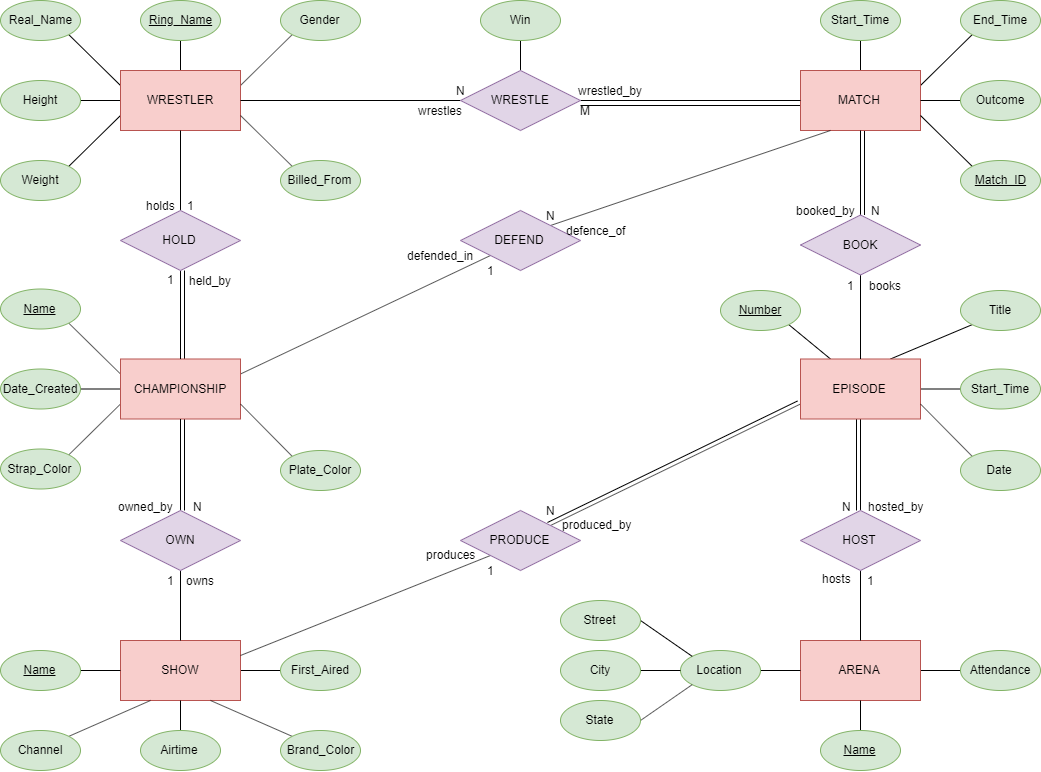 Real_Name
Ring_Name
Gender
Win
Start_Time
End_Time
Height
WRESTLER
N
wrestles
WRESTLE
wrestled_by
M
MATCH
Outcome
Weight
Billed_From
Match_ID
holds 1
HOLD
1 held_by
N
defence_of
DEFEND
defended_in
1
booked_by N
BOOK
1 books
Name
Number
Title
Date_Created
CHAMPIONSHIP
EPISODE
Start_Time
Strap_Color
Plate_Color
Date
owned_by N
OWN
1 owns
N
produced_by
PRODUCE
produces
1
N hosted_by
HOST
hosts 1
Street
Name
SHOW
First_Aired
City
Location
ARENA
Attendance
State
Channel
Airtime
Brand_Color
Name